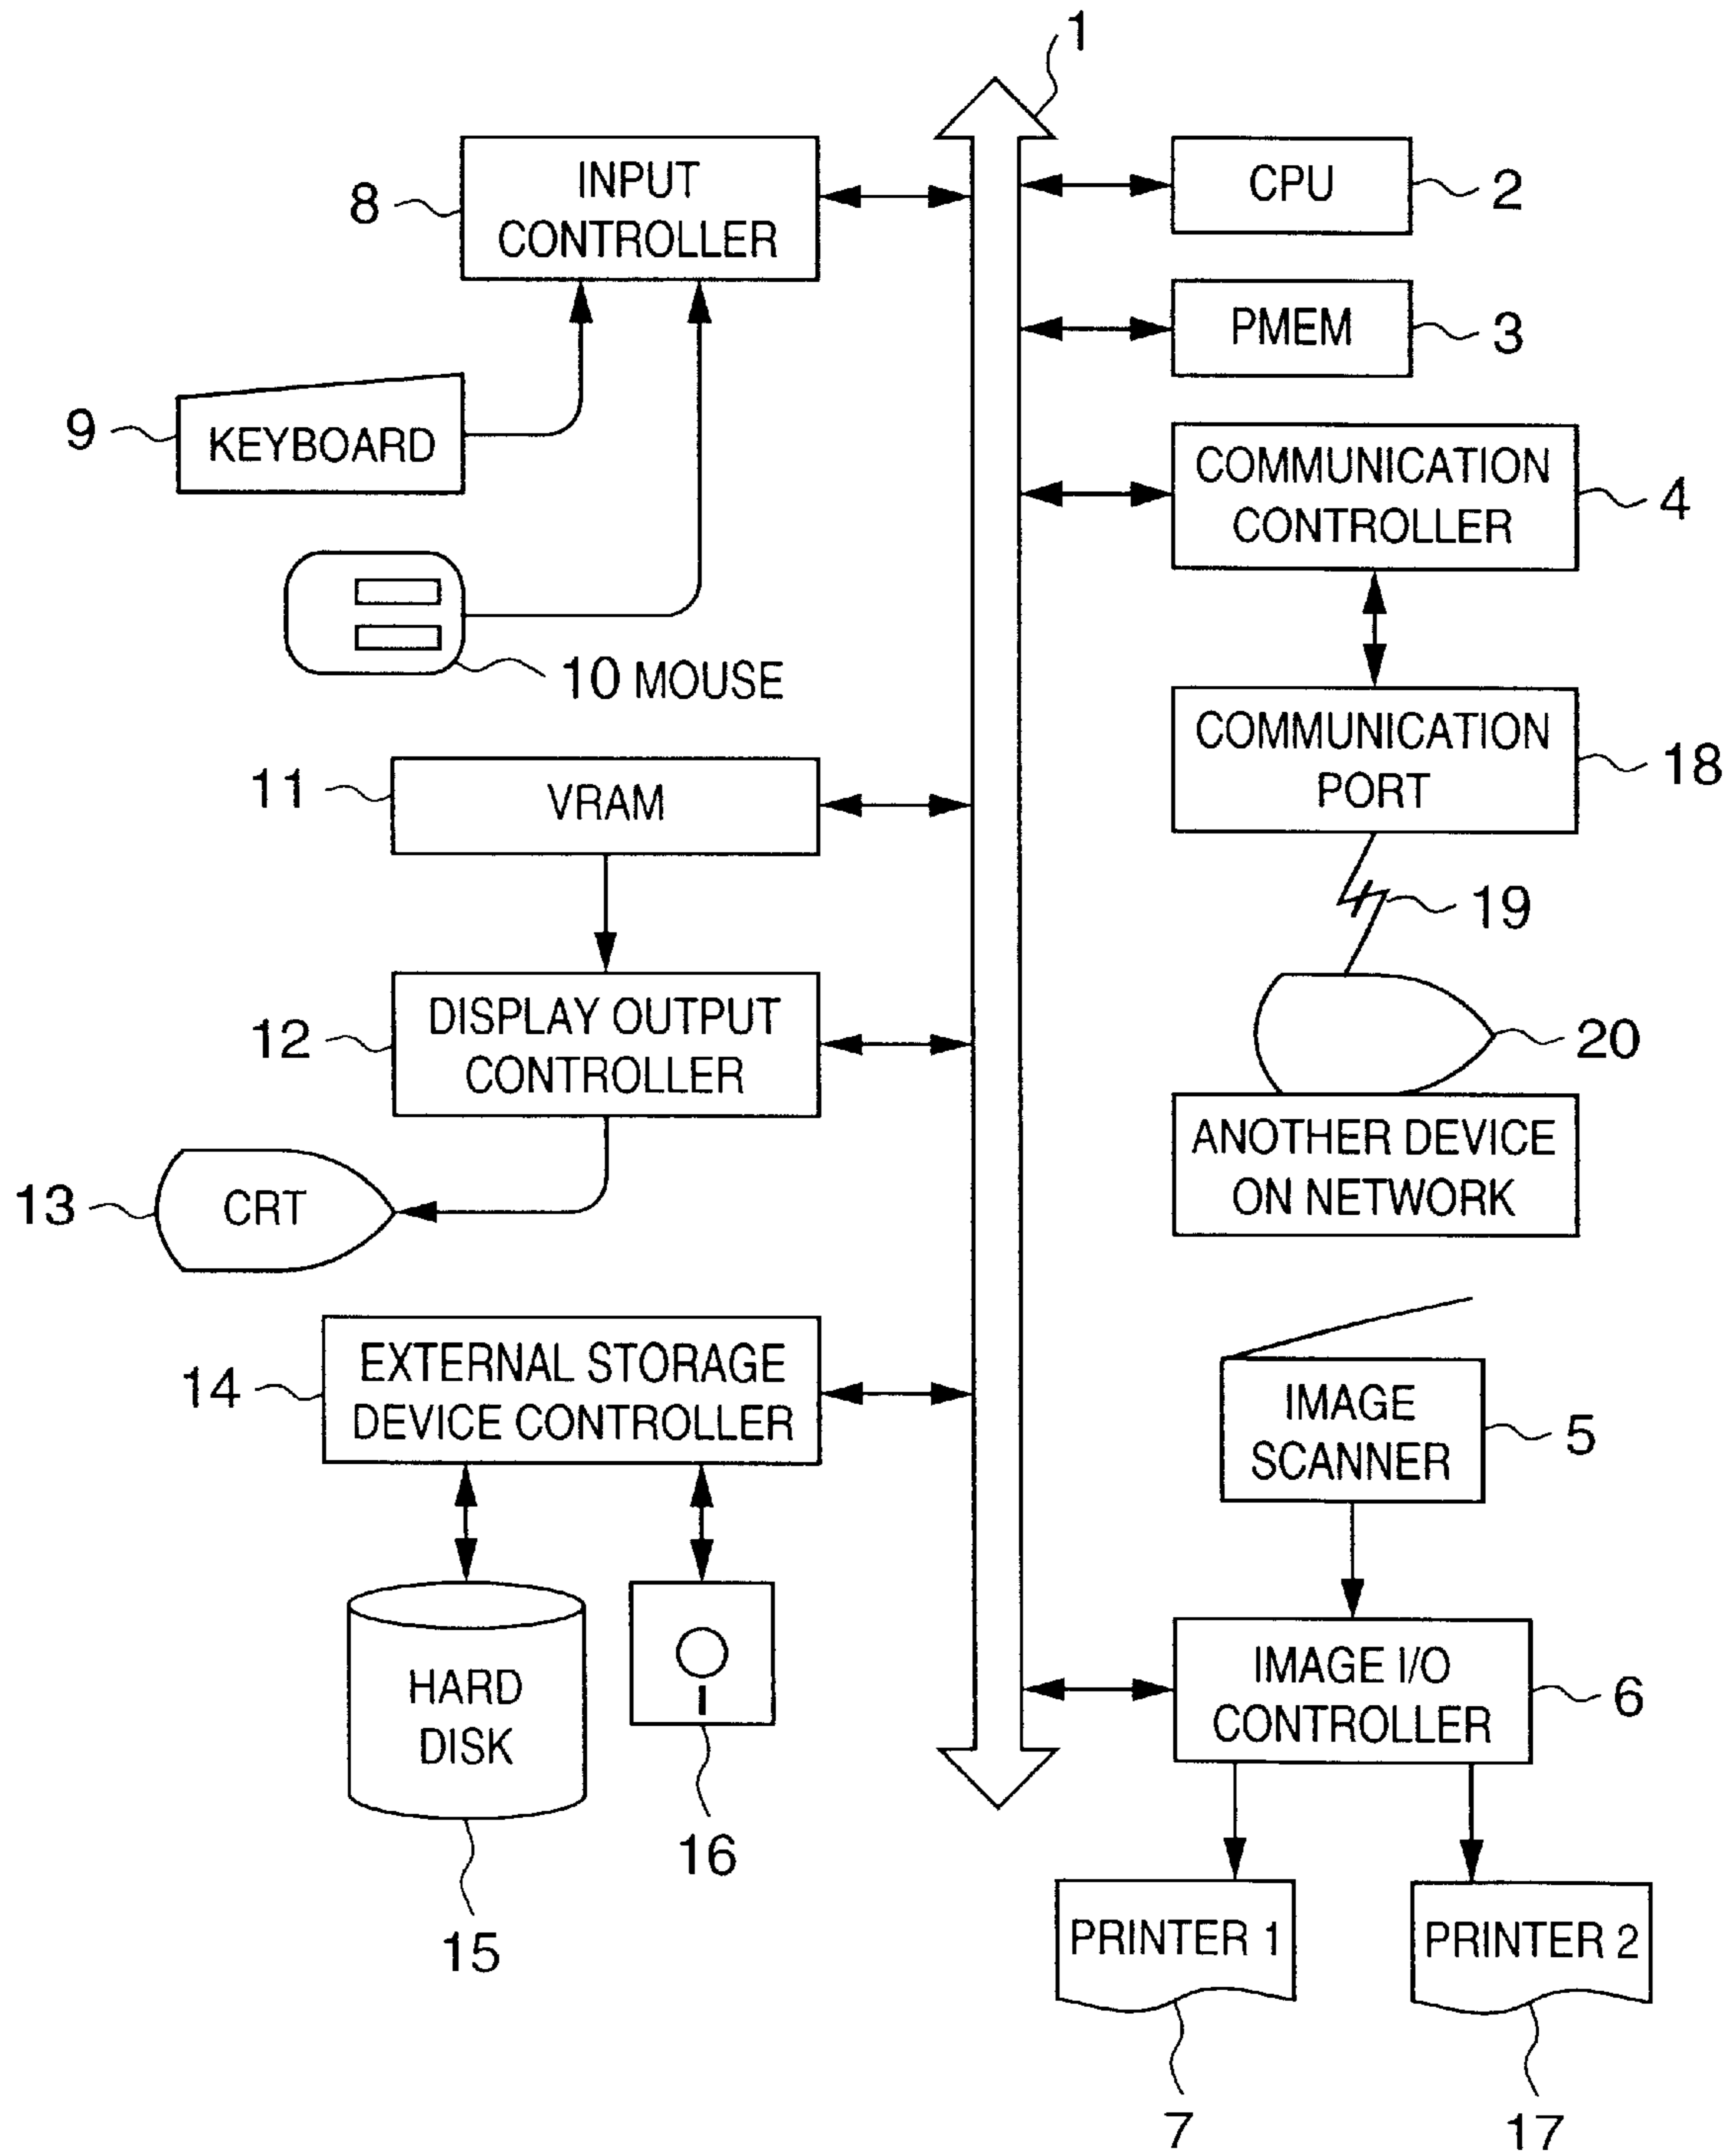 1
INPUT
CONTROLLER
8
CPU
2
PMEM
3
9
KEYBOARD
COMMUNICATION
CONTROLLER
4
10 MOUSE
COMMUNICATION
PORT
18
11
VRAM
19
12
DISPLAY OUTPUT
CONTROLLER
20
ANOTHER DEVICE
ON NETWORK
13
CRT
14
EXTERNAL STORAGE
DEVICE CONTROLLER
IMAGE
SCANNER
5
HARD
DISK
IMAGE I/O
CONTROLLER
6
16
15
PRINTER 1
PRINTER 2
7
17